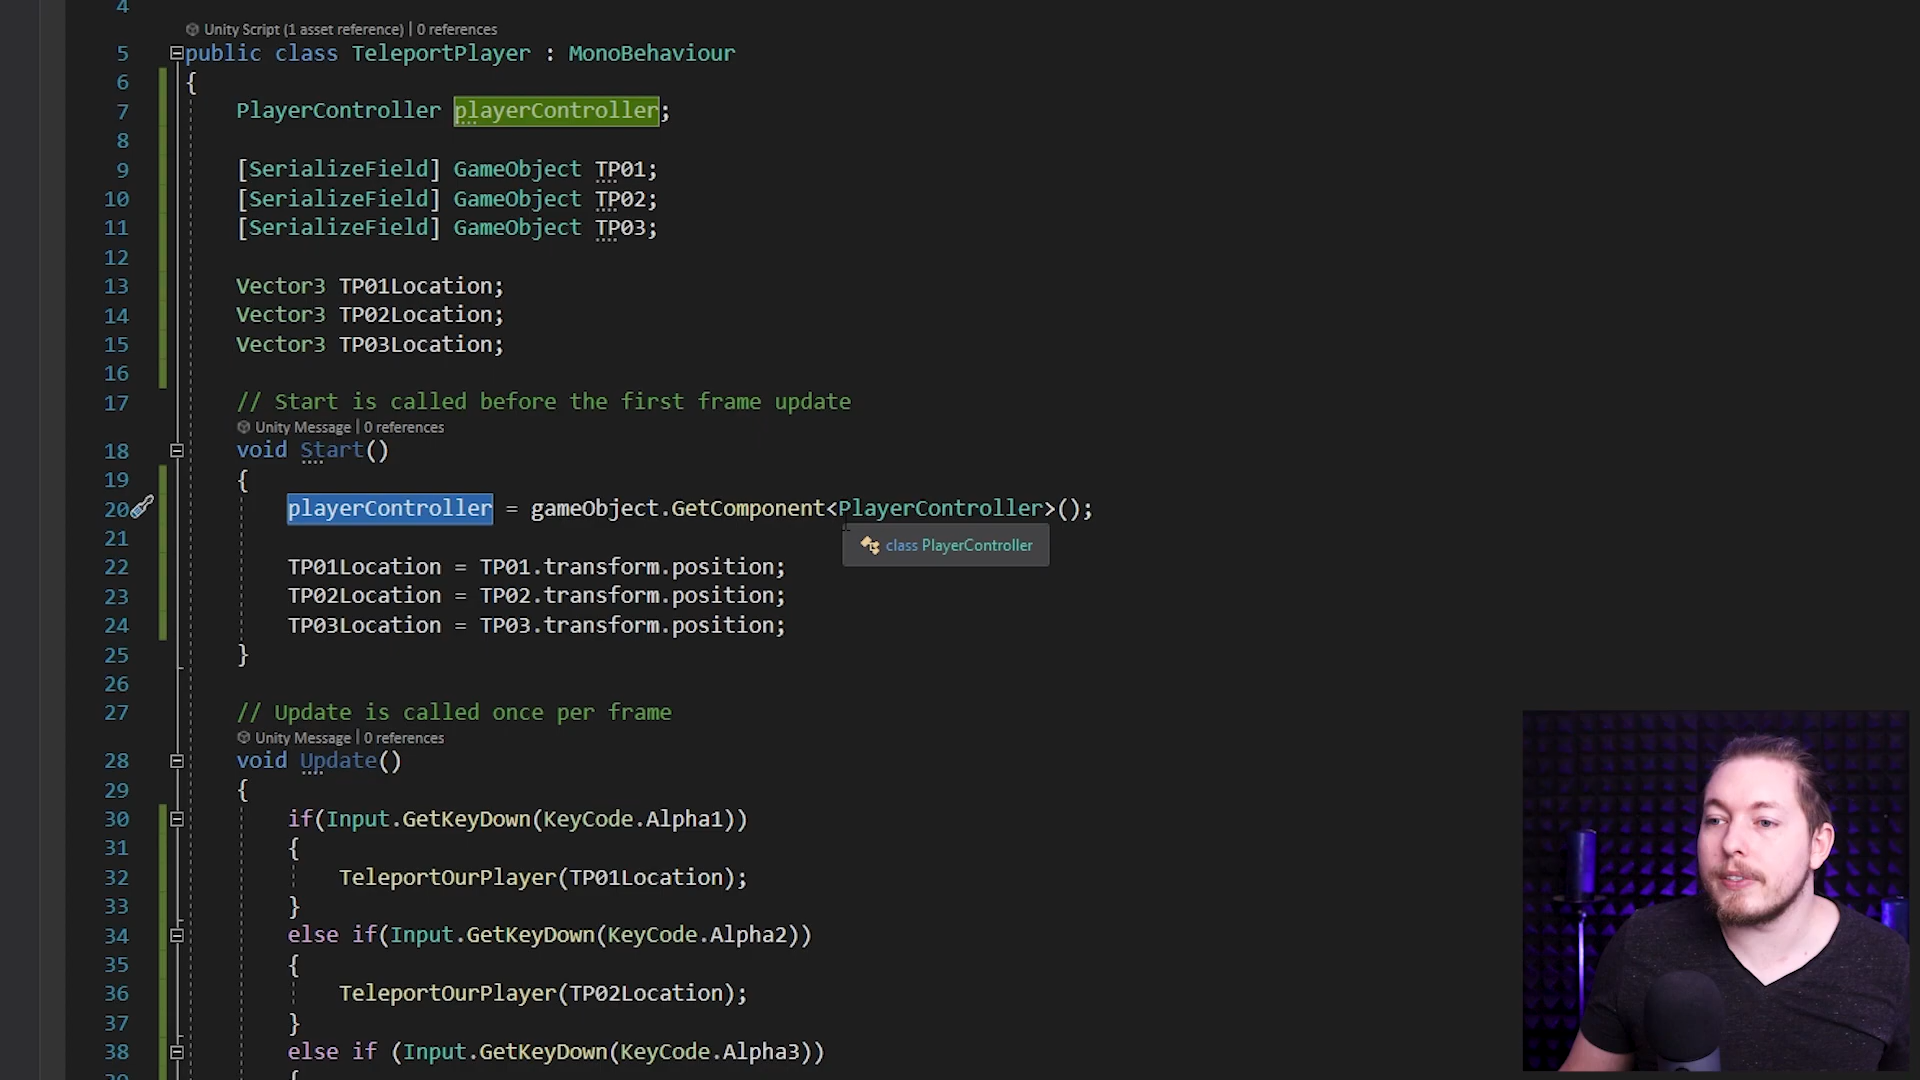 4
Unity Script (1 asset reference) | 0 references
5 public class TeleportPlayer : MonoBehaviour
6 {
7 PlayerController playerController;
8
9 [SerializeField] GameObject TP01;
10 [SerializeField] GameObject TP02;
11 [SerializeField] GameObject TP03;
12
13 Vector3 TP01Location;
14 Vector3 TP02Location;
15 Vector3 TP03Location;
16
17 // Start is called before the first frame update
Unity Message | 0 references
18 void Start()
19 {
20 playerController = gameObject.GetComponent<PlayerController>();
21
class PlayerController
22 TP01Location = TP01.transform.position;
23 TP02Location = TP02.transform.position;
24 TP03Location = TP03.transform.position;
25 }
26
27 // Update is called once per frame
Unity Message | 0 references
28 void Update()
29 {
30 if(Input.GetKeyDown(KeyCode.Alpha1))
31 {
32 TeleportOurPlayer(TP01Location);
33 }
34 else if(Input.GetKeyDown(KeyCode.Alpha2))
35 {
36 TeleportOurPlayer(TP02Location);
37 }
38 else if (Input.GetKeyDown(KeyCode.Alpha3))